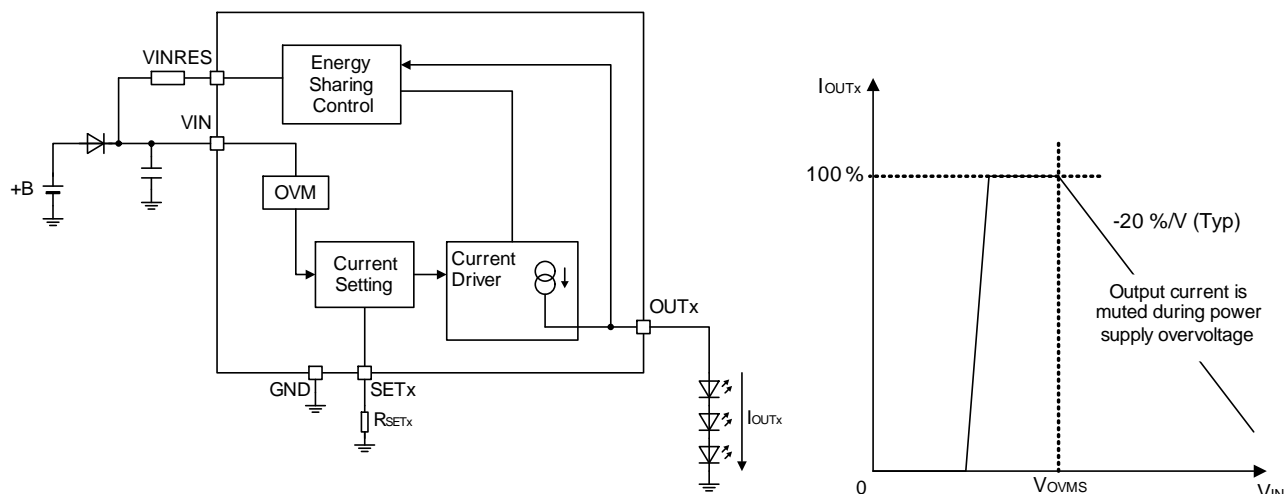 VINRES
Energy
Sharing
Control
VIN
+B
OVM
Current
Setting
Current
Driver
OUTx
GND
SETx
RSETx
IOUTx
IOUTx
100 %
-20 %/V (Typ)
Output current is
muted during power
supply overvoltage
0
VOVMS
VIN